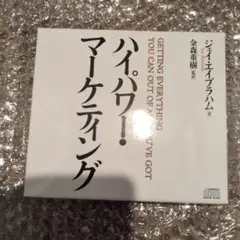 ジェイ・エイブラハム 著
金森重樹 監訳
ハイパワー・
マーケティング
GETTING EVERYTHING
YOU CAN OUT OF ALL YOU'VE GOT